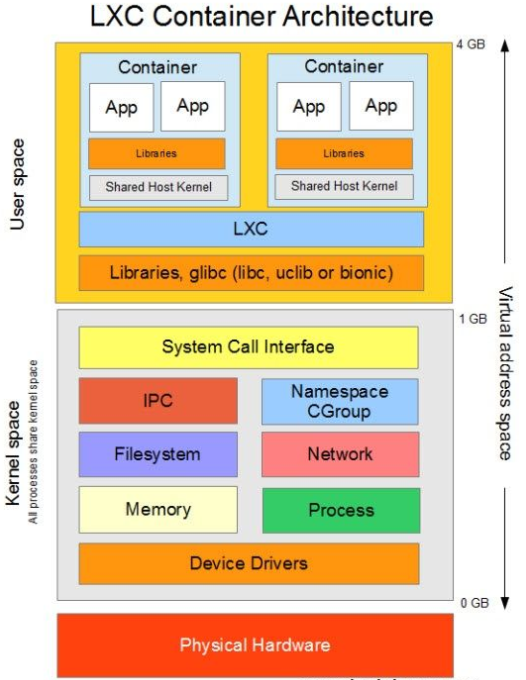 LXC Container Architecture
4 GB
Container
App
App
Libraries
Shared Host Kernel
Container
App
App
Libraries
Shared Host Kernel
LXC
Libraries, glibc (libc, uclib or bionic)
User space
1 GB
System Call Interface
IPC
Namespace
CGroup
Filesystem
Network
Memory
Process
Device Drivers
Kernel space
All processes share kernel space
Virtual address space
0 GB
Physical Hardware